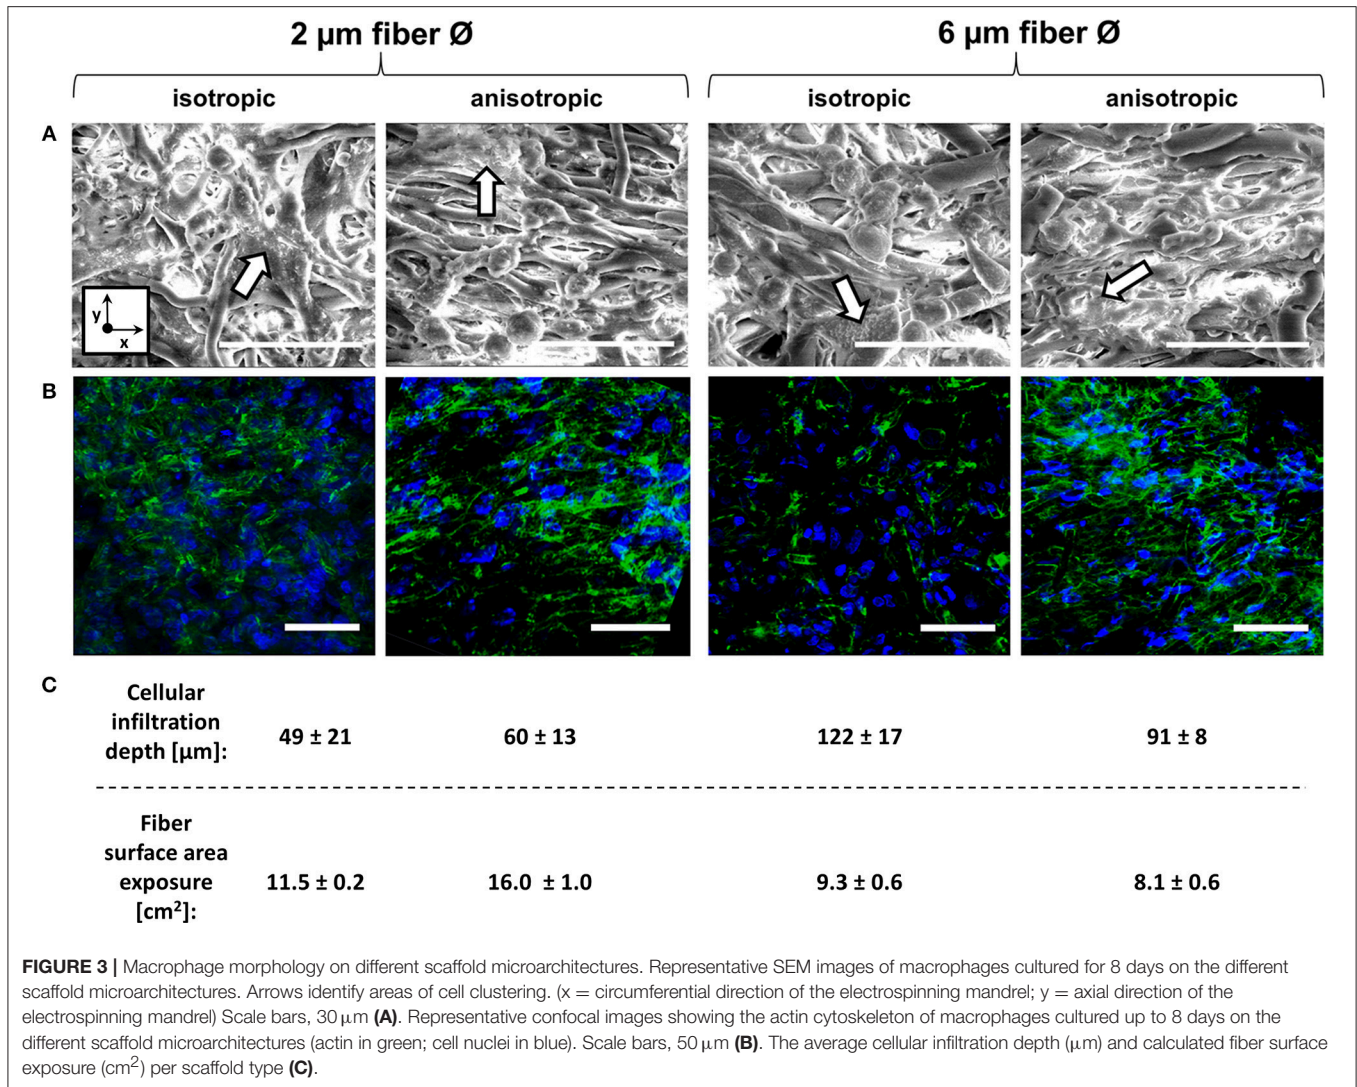 2 µm fiber Ø
6 µm fiber Ø
isotropic
anisotropic
isotropic
anisotropic
A
y
x
B
C
Cellular
infiltration
depth [µm]:
49 ± 21
60 ± 13
122 ± 17
91 ± 8
Fiber
surface area
exposure
[cm²]:
11.5 ± 0.2
16.0 ± 1.0
9.3 ± 0.6
8.1 ± 0.6
FIGURE 3 | Macrophage morphology on different scaffold microarchitectures. Representative SEM images of macrophages cultured for 8 days on the different
scaffold microarchitectures. Arrows identify areas of cell clustering. (x = circumferential direction of the electrospinning mandrel; y = axial direction of the
electrospinning mandrel) Scale bars, 30 µm (A). Representative confocal images showing the actin cytoskeleton of macrophages cultured up to 8 days on the
different scaffold microarchitectures (actin in green; cell nuclei in blue). Scale bars, 50 µm (B). The average cellular infiltration depth (µm) and calculated fiber surface
exposure (cm²) per scaffold type (C).